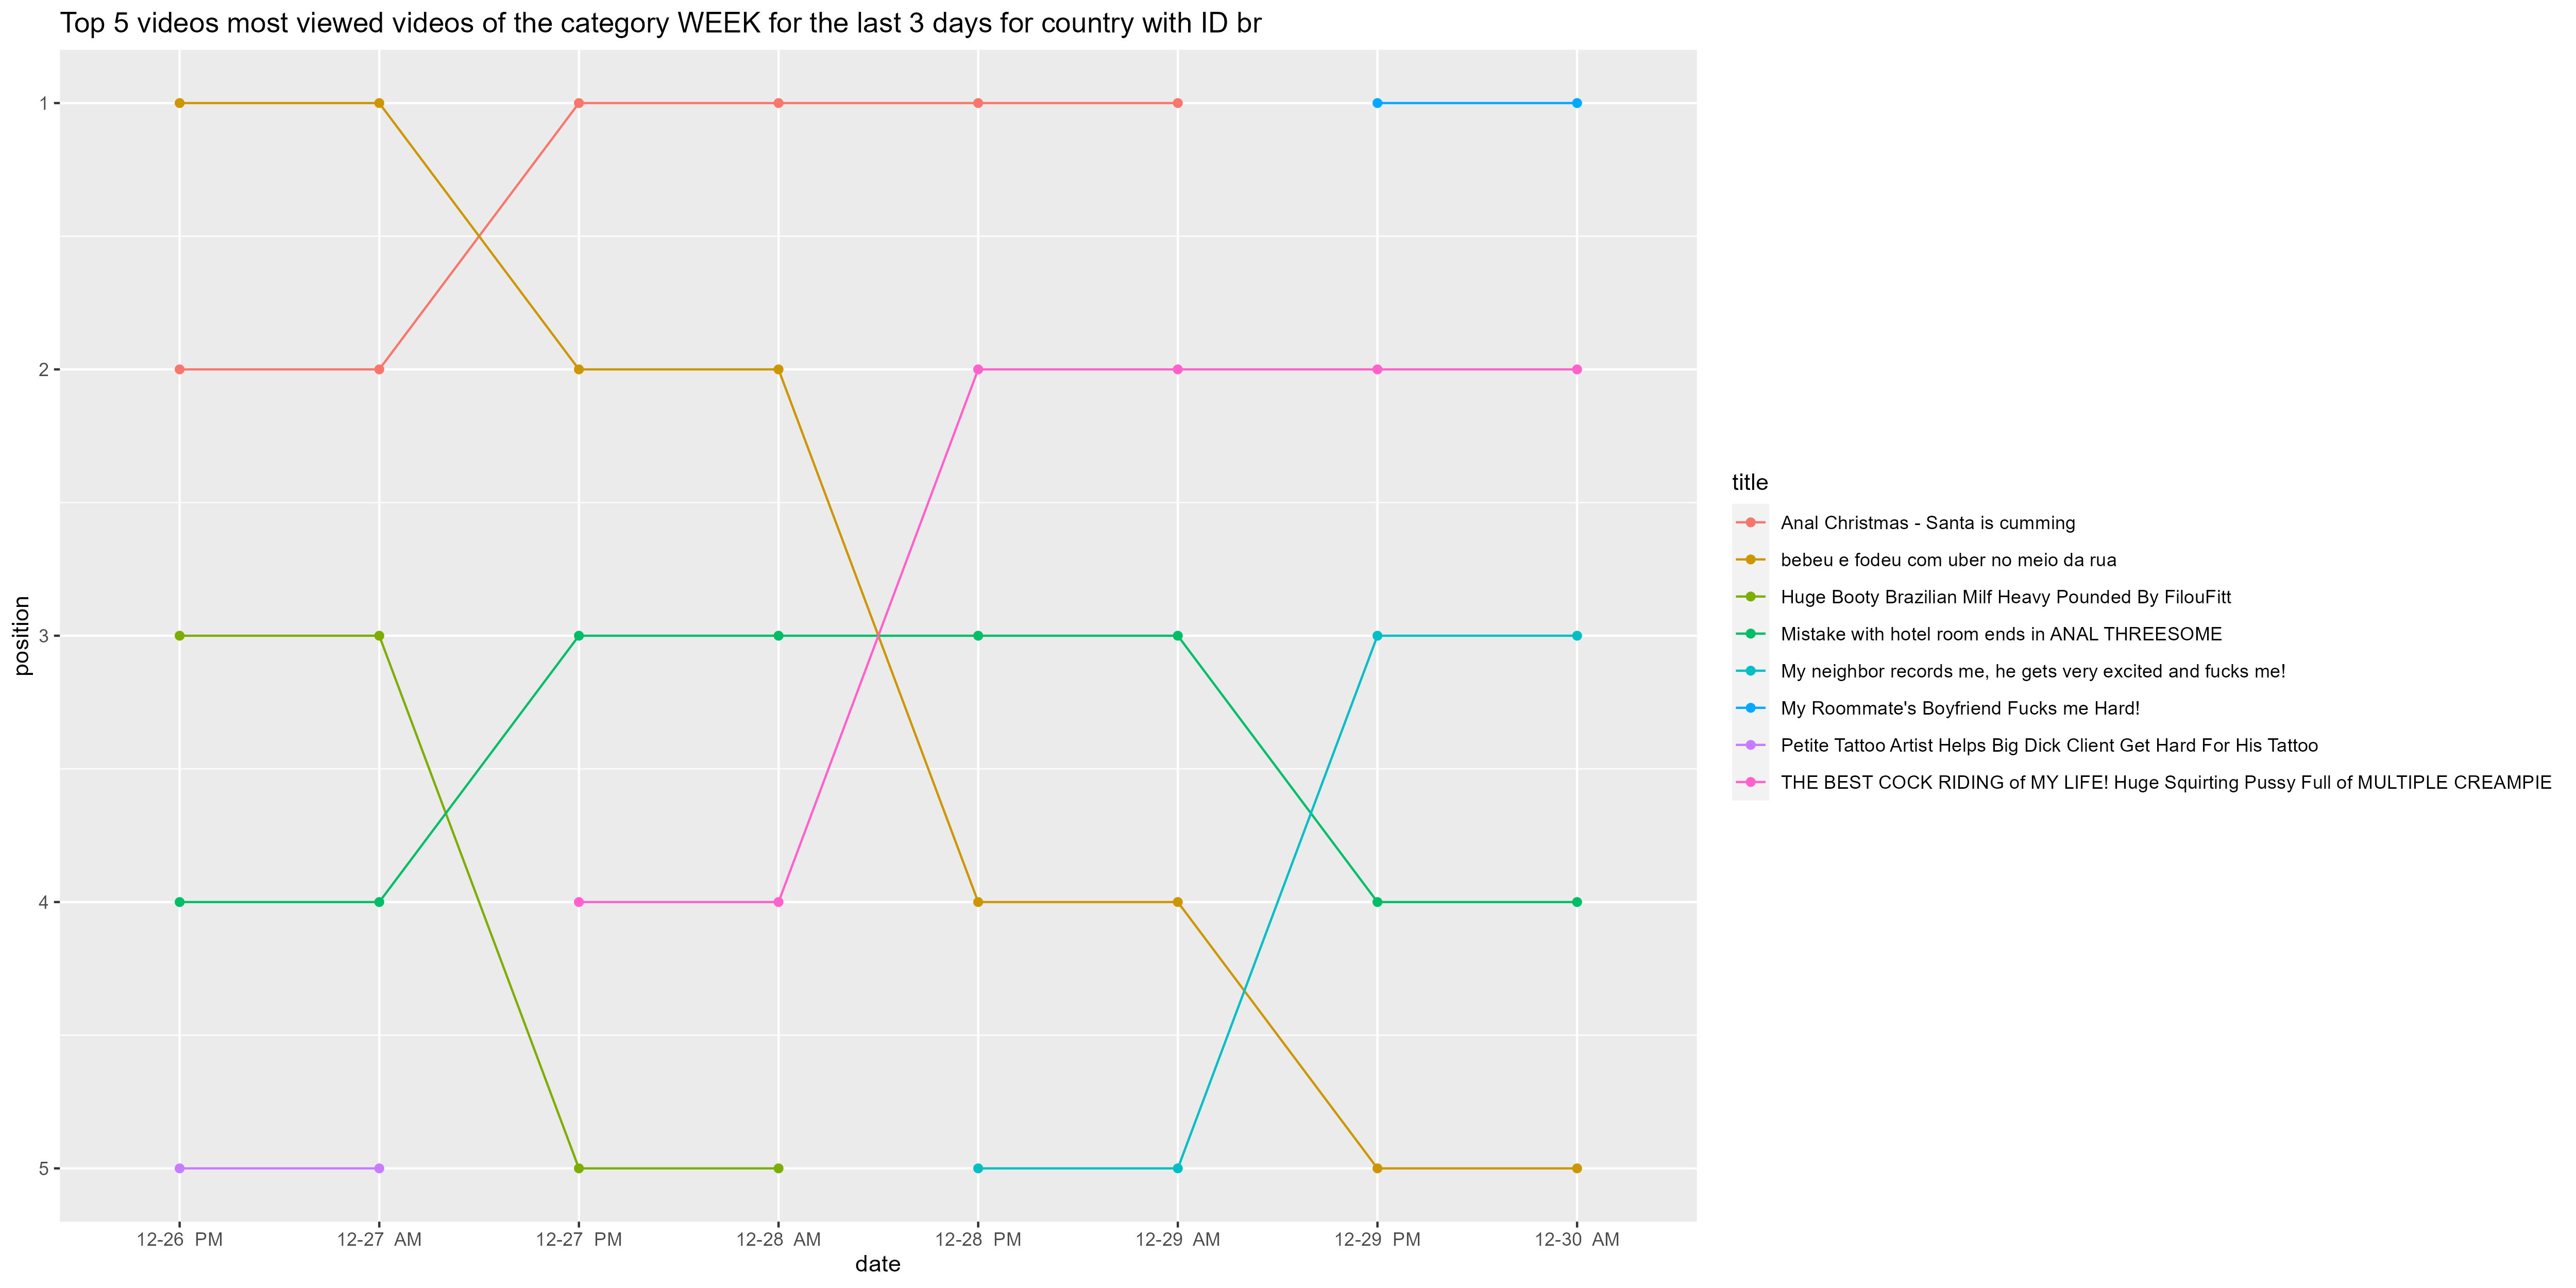 Top 5 videos most viewed videos of the category WEEK for the last 3 days for country with ID br
position
1
2
3
4
5
12-26 PM
12-27 AM
12-27 PM
12-28 AM
12-28 PM
12-29 AM
12-29 PM
12-30 AM
date
title
Anal Christmas - Santa is cumming
bebeu e fodeu com uber no meio da rua
Huge Booty Brazilian Milf Heavy Pounded By FilouFitt
Mistake with hotel room ends in ANAL THREESOME
My neighbor records me, he gets very excited and fucks me!
My Roommate's Boyfriend Fucks me Hard!
Petite Tattoo Artist Helps Big Dick Client Get Hard For His Tattoo
THE BEST COCK RIDING of MY LIFE! Huge Squirting Pussy Full of MULTIPLE CREAMPIE